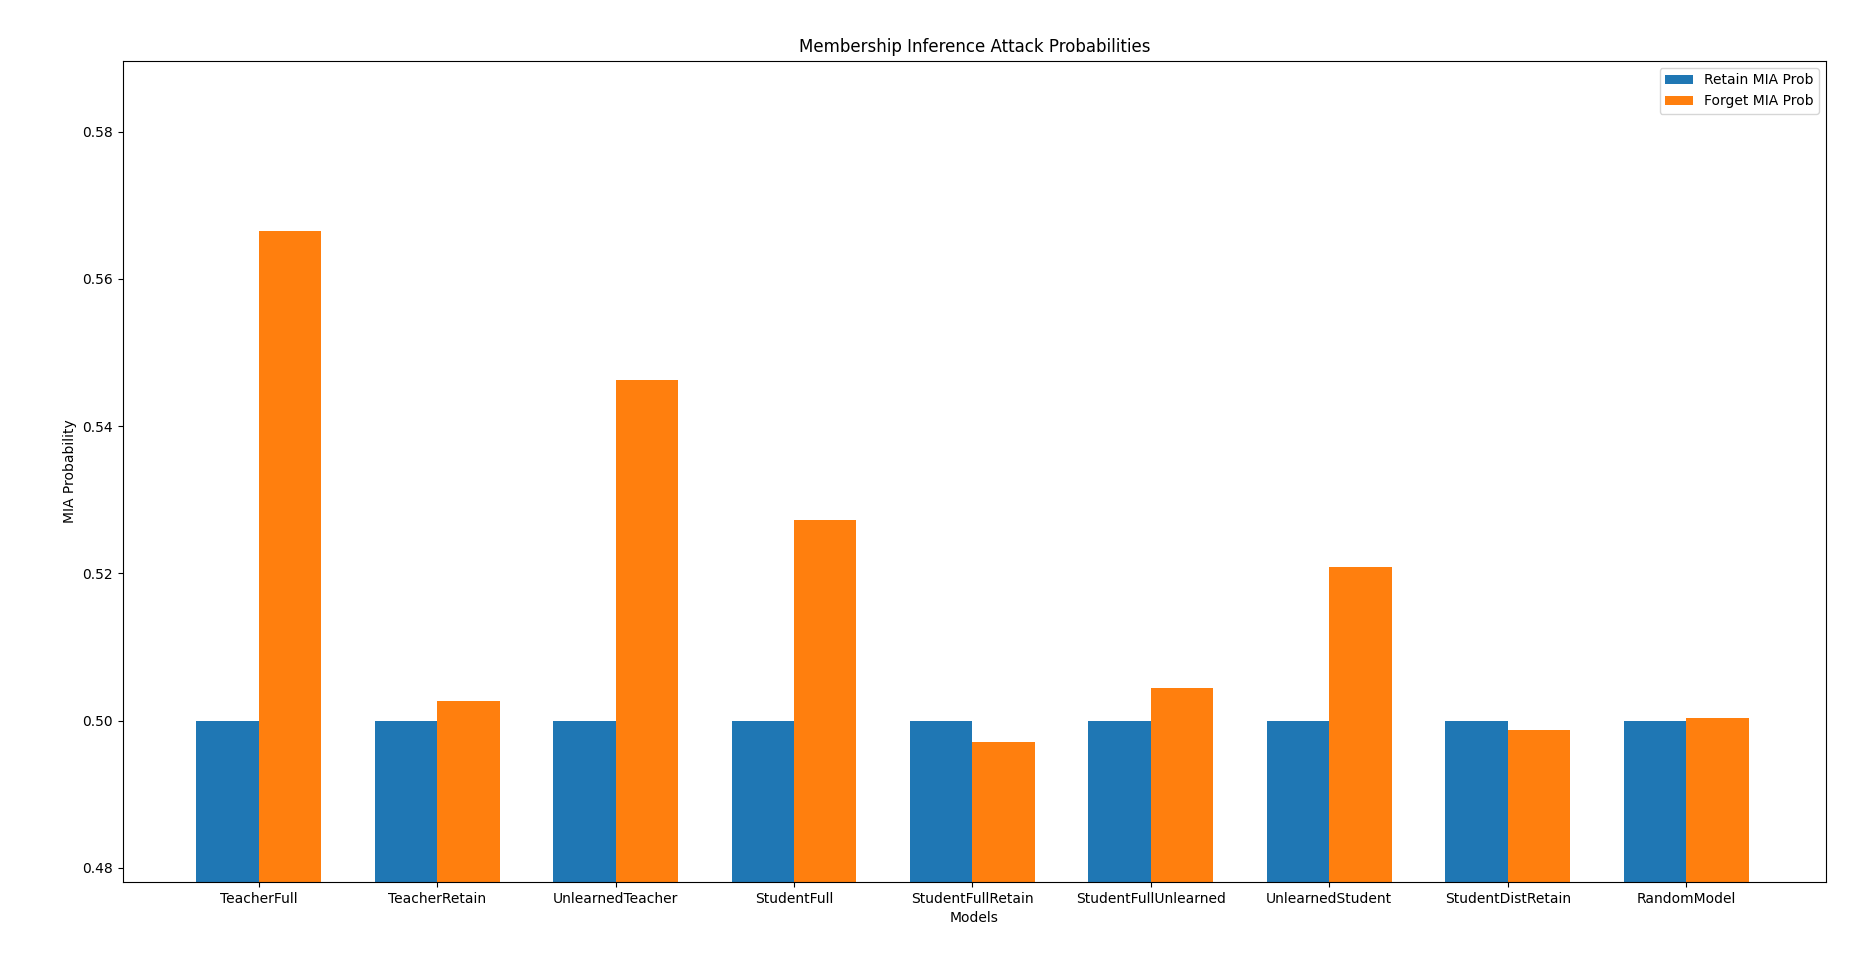 Membership Inference Attack Probabilities
Retain MIA Prob
Forget MIA Prob
MIA Probability
0.58
0.56
0.54
0.52
0.50
0.48
TeacherFull TeacherRetain UnlearnedTeacher StudentFull StudentFullRetain StudentFullUnlearned UnlearnedStudent StudentDistRetain RandomModel
Models